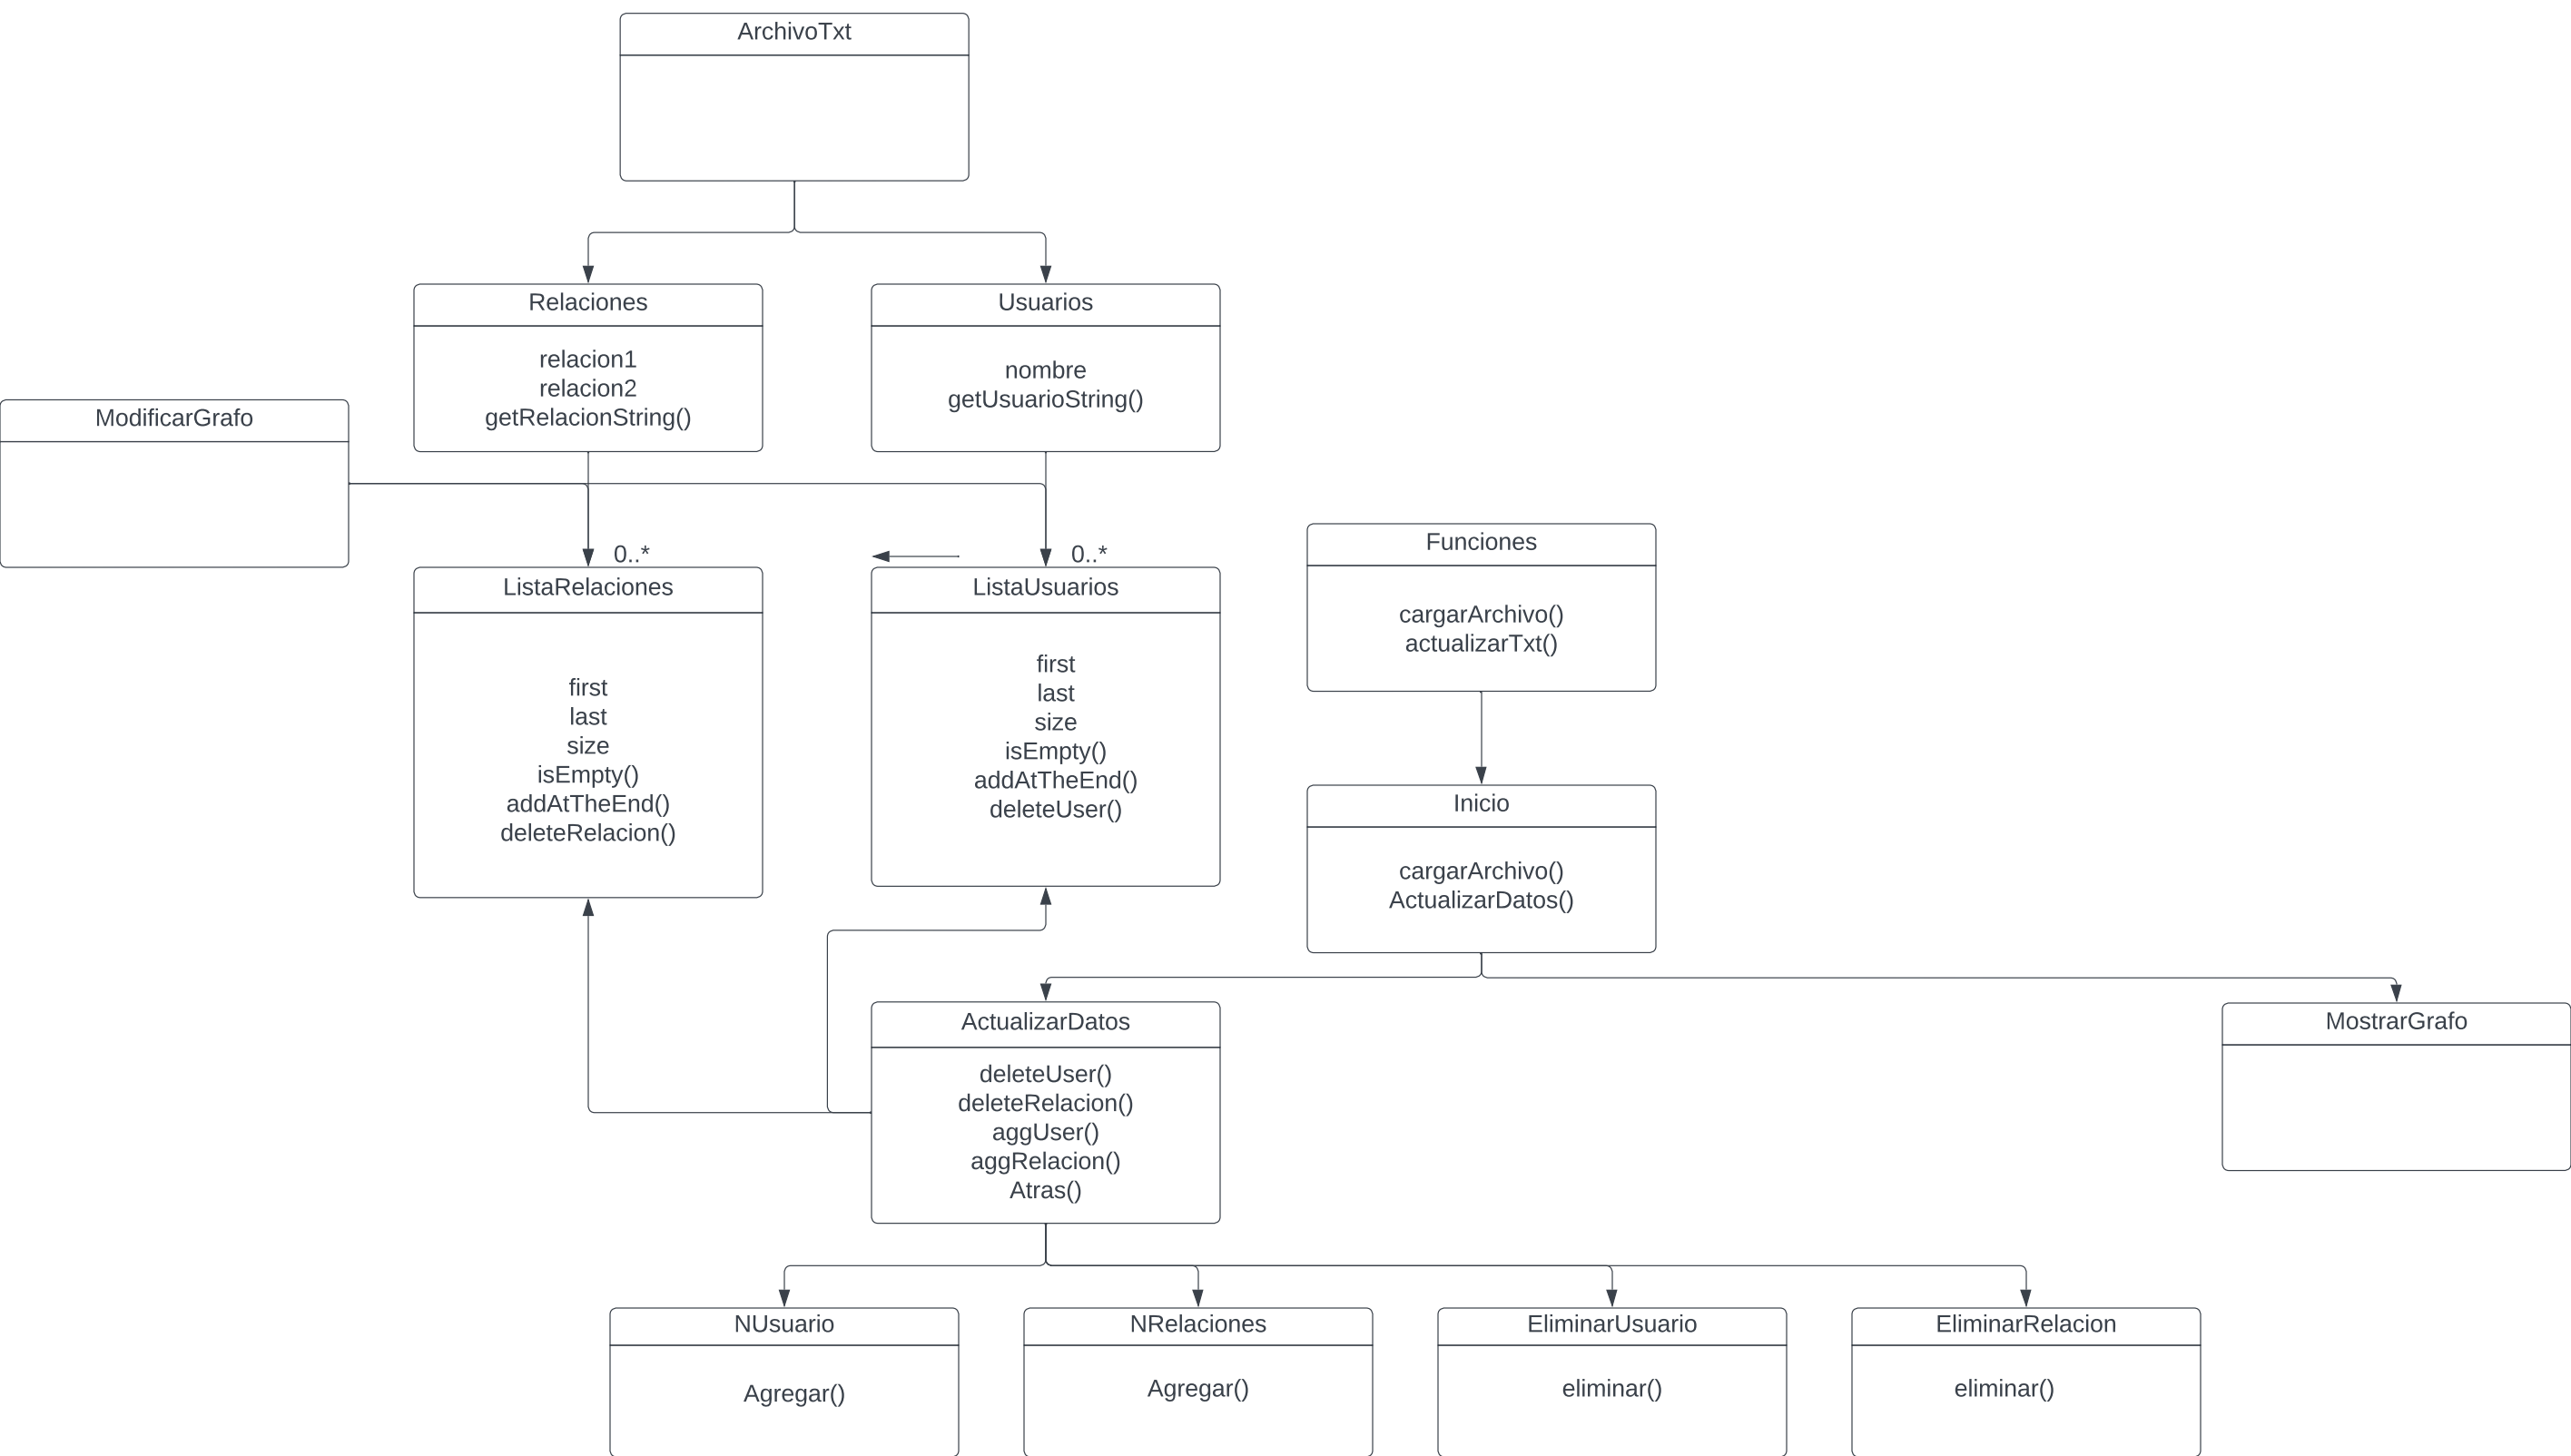 ArchivoTxt
Relaciones
relacion1
relacion2
getRelacionString()
Usuarios
nombre
getUsuarioString()
ModificarGrafo
0..*
0..*
ListaRelaciones
first
last
size
isEmpty()
addAtTheEnd()
deleteRelacion()
ListaUsuarios
first
last
size
isEmpty()
addAtTheEnd()
deleteUser()
Funciones
cargarArchivo()
actualizarTxt()
Inicio
cargarArchivo()
ActualizarDatos()
ActualizarDatos
deleteUser()
deleteRelacion()
aggUser()
aggRelacion()
Atras()
MostrarGrafo
NUsuario
Agregar()
NRelaciones
Agregar()
EliminarUsuario
eliminar()
EliminarRelacion
eliminar()